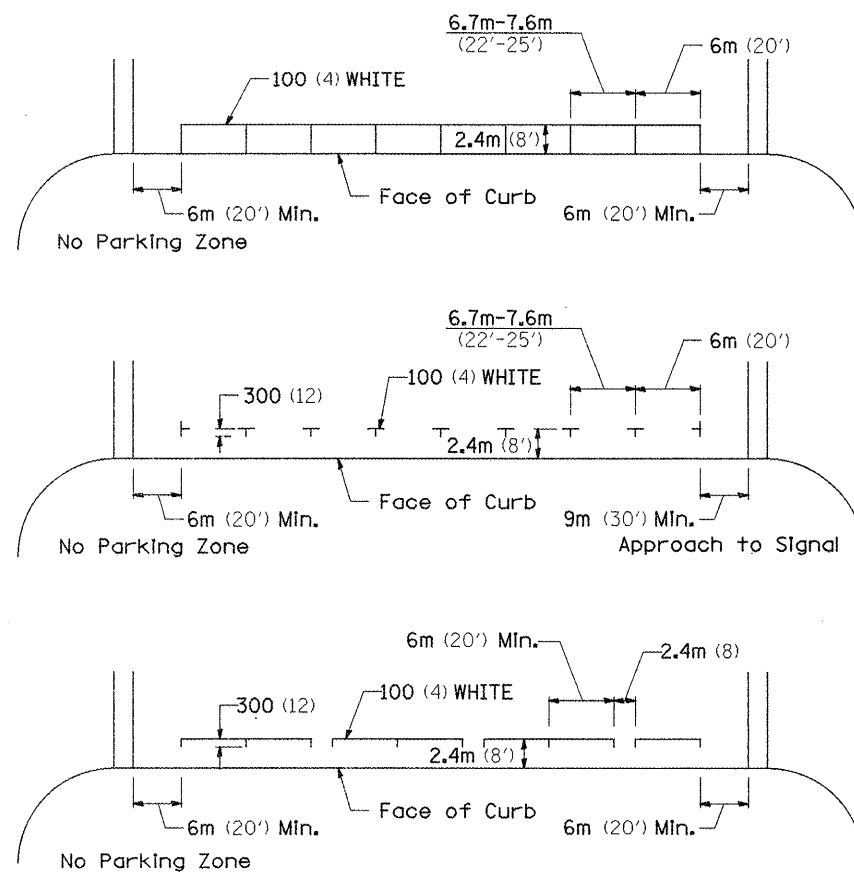 6.7m-7.6m
(22'-25')
6m (20')
100 (4) WHITE
2.4m (8')
Face of Curb
6m (20') Min.
6m (20') Min.
No Parking Zone
6.7m-7.6m
(22'-25')
6m (20')
300 (12)
100 (4) WHITE
2.4m (8')
Face of Curb
6m (20') Min.
9m (30') Min.
No Parking Zone
Approach to Signal
6m (20') Min.
2.4m (8)
300 (12)
100 (4) WHITE
2.4m (8')
Face of Curb
6m (20') Min.
6m (20') Min.
No Parking Zone